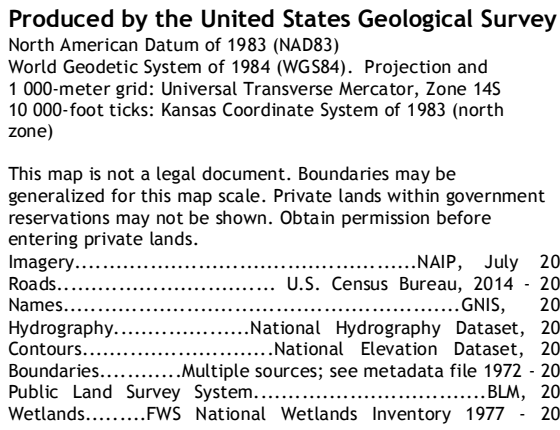 Produced by the United States Geological Survey
North American Datum of 1983 (NAD83)
World Geodetic System of 1984 (WGS84). Projection and
1 000-meter grid: Universal Transverse Mercator, Zone 14S
10 000-foot ticks: Kansas Coordinate System of 1983 (north
zone)
This map is not a legal document. Boundaries may be
generalized for this map scale. Private lands within government
reservations may not be shown. Obtain permission before
entering private lands.
Imagery................................................NAIP, July 20
Roads............................... U.S. Census Bureau, 2014 - 20
Names........................................................GNIS, 20
Hydrography...................National Hydrography Dataset, 20
Contours...........................National Elevation Dataset, 20
Boundaries...........Multiple sources; see metadata file 1972 - 20
Public Land Survey System.................................BLM, 20
Wetlands.........FWS National Wetlands Inventory 1977 - 20